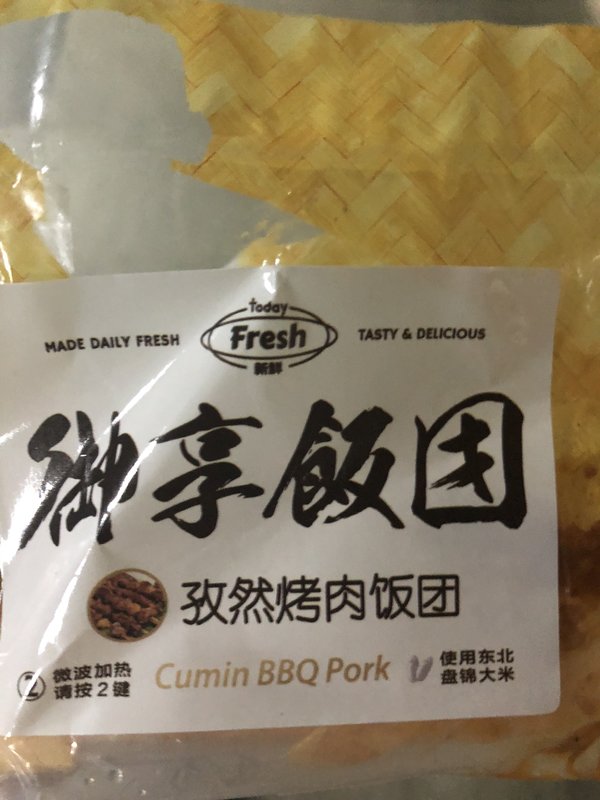 today
MADE DAILY FRESH
Fresh
TASTY & DELICIOUS
新鲜
御享飯团
孜然烤肉饭团
② 微波加热
请按2键
Cumin BBQ Pork
使用东北
盘锦大米